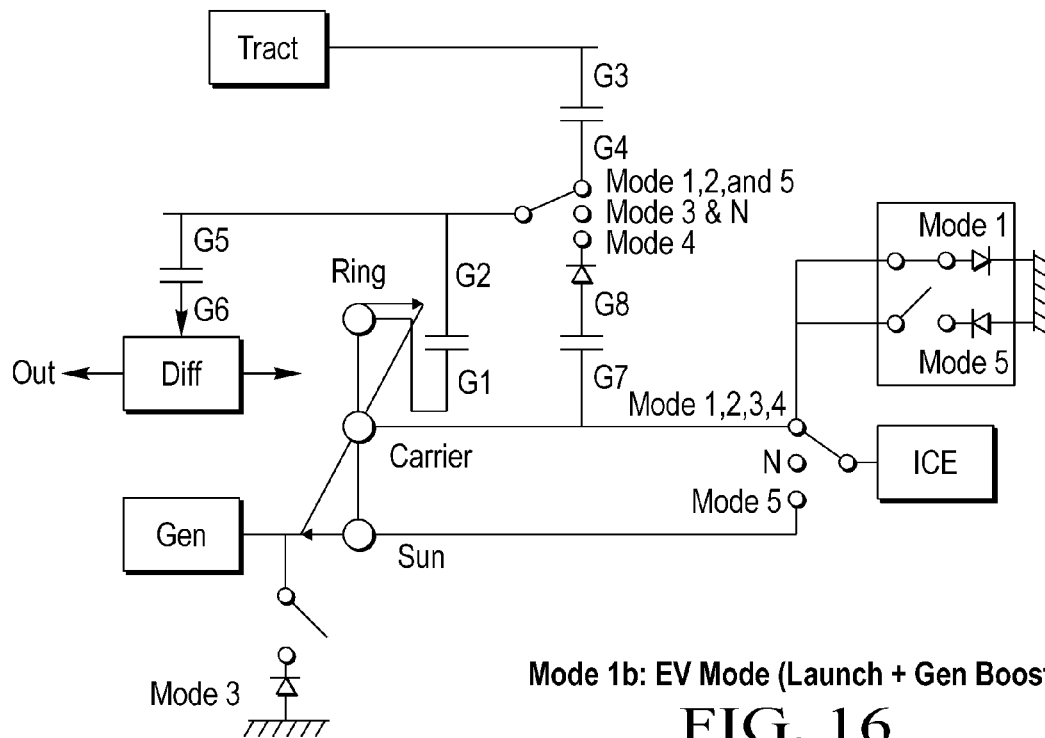 Tract
G3
G4
Mode 1,2,and 5
Mode 3 & N
Mode 4
G5
G6
Ring
G2
G1
G8
G7
Mode 1
Mode 5
Out
Diff
Mode 1,2,3,4
Carrier
N
ICE
Mode 5
Gen
Sun
Mode 3
Mode 1b: EV Mode (Launch + Gen Boost
FIG. 16